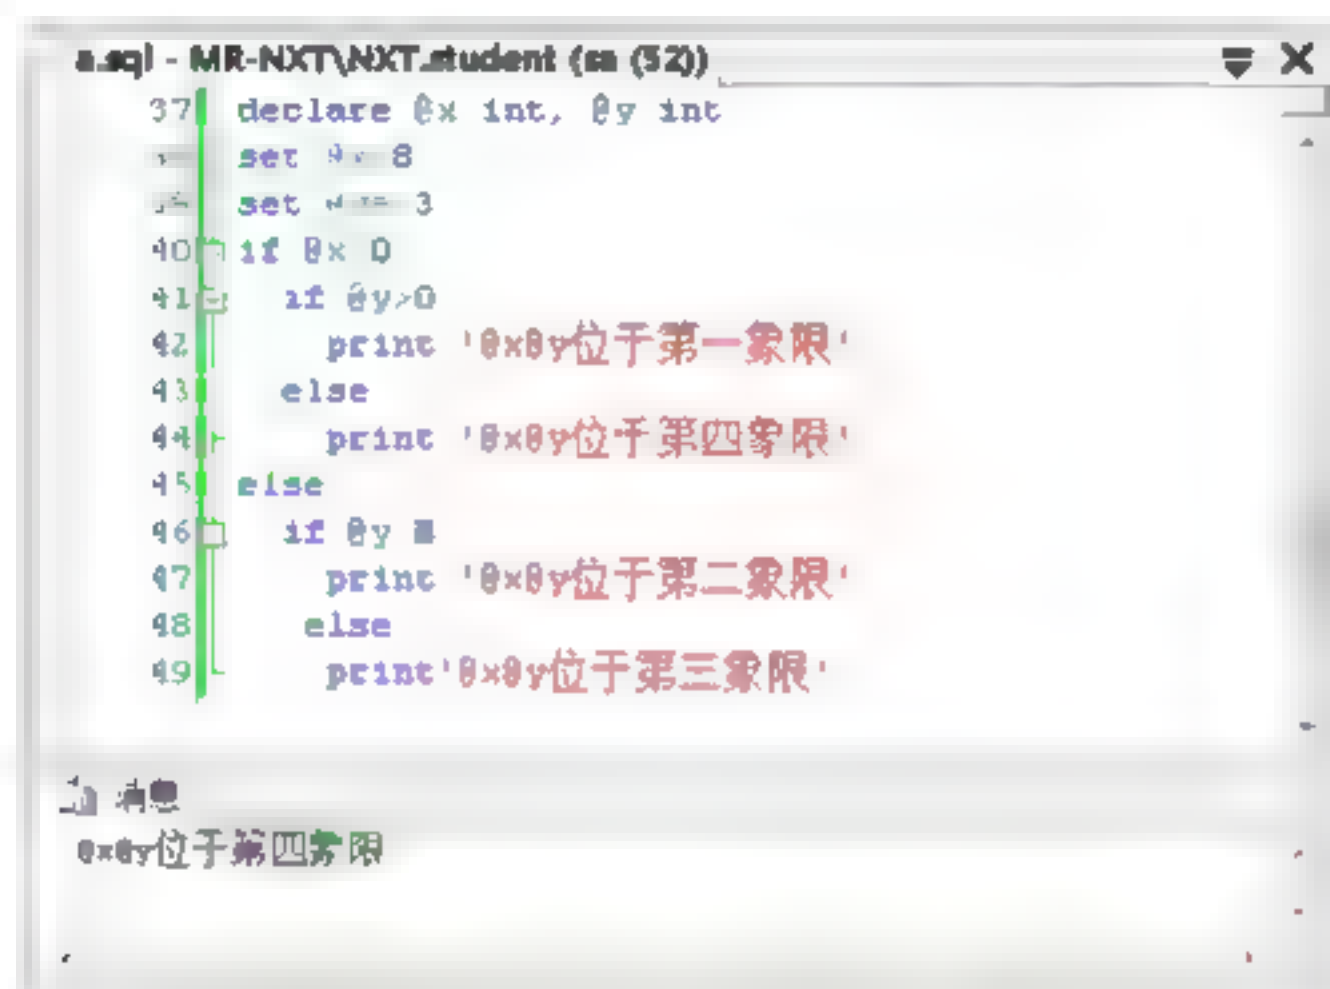 a.sql - MR-NXT\NXT.student (sa (52))
37 declare @x int, @y int
set 8
set 3
40 if @x 0
41 if @y>0
42 print '@x@y位于第一象限'
43 else
44 print '@x@y位于第四象限'
45 else
46 if @y
47 print '@x@y位于第二象限'
48 else
49 print'@x@y位于第三象限'
消息
@x@y位于第四象限